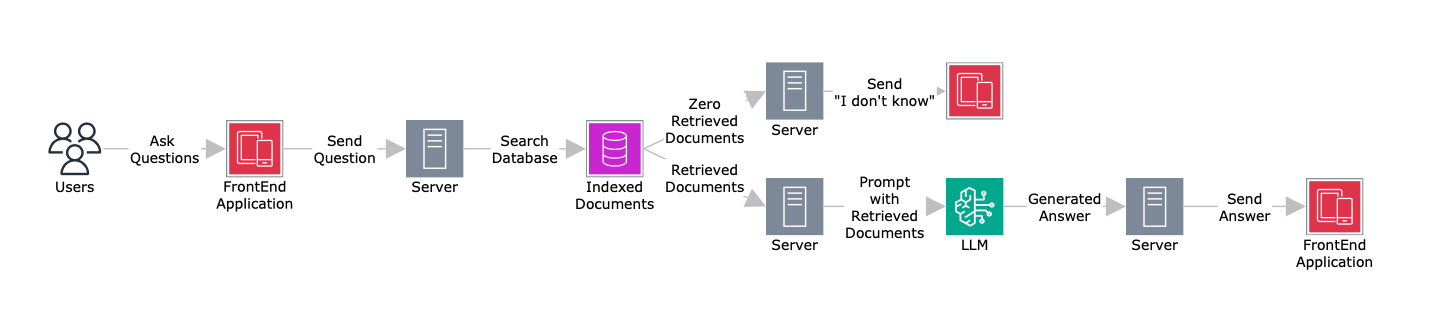 Users
Ask
Questions
FrontEnd
Application
Send
Question
Server
Search
Database
Indexed
Documents
Zero
Retrieved
Documents
Server
Send
"I don't know"
Retrieved
Documents
Server
Prompt
with
Retrieved
Documents
LLM
Generated
Answer
Server
Send
Answer
FrontEnd
Application